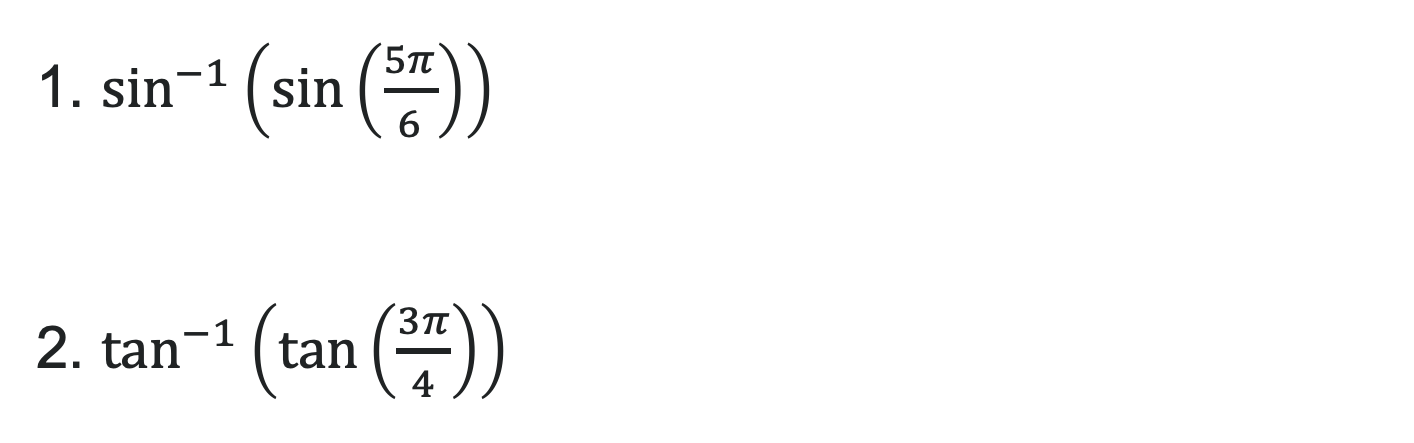 1. sin⁻¹ (sin (5π/6))
2. tan⁻¹ (tan (3π/4))